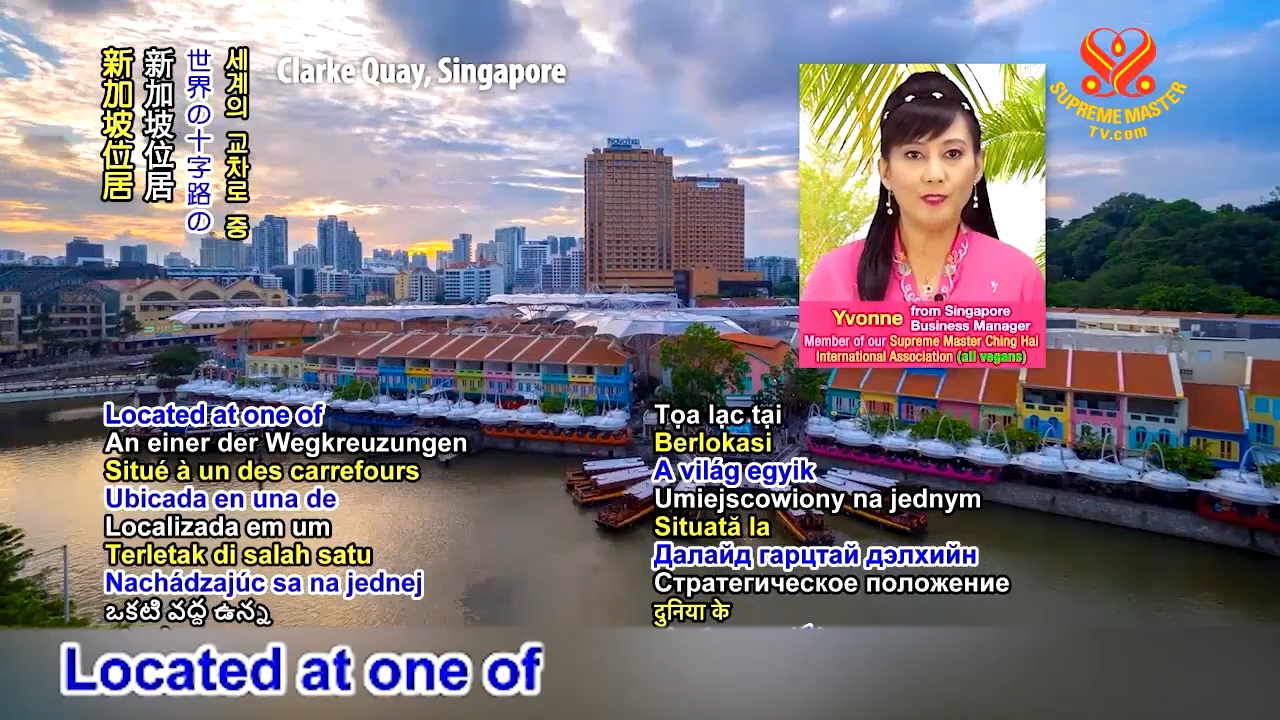 新加坡位居
新加坡位居
世界の十字路の
세계의 교차로 중
Clarke Quay, Singapore
SUPREME MASTER
TV.com
Yvonne from Singapore
Business Manager
Member of our Supreme Master Ching Hai
International Association (all vegans)
Located at one of
An einer der Wegkreuzungen
Situé à un des carrefours
Ubicada en una de
Localizada em um
Terletak di salah satu
Nachádzajúc sa na jednej
ఒకటి వద్ద ఉన్న
Tọa lạc tại
Berlokasi
A világ egyik
Umiejscowiony na jednym
Situată la
Далайд гарцтай дэлхийн
Стратегическое положение
दुनिया के
Located at one of